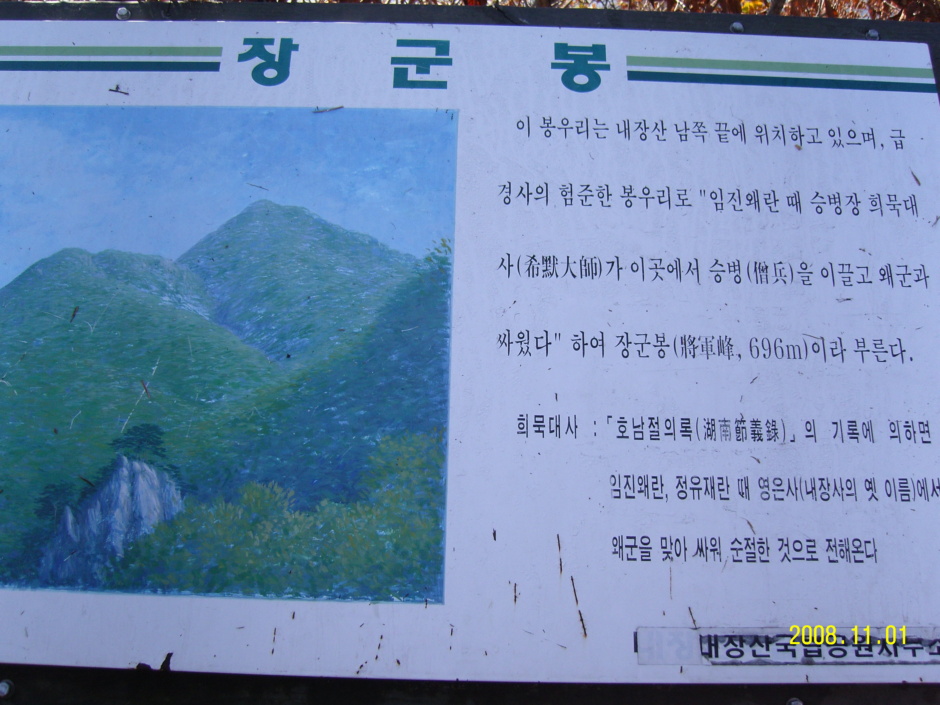 장군봉
이 봉우리는 내장산 남쪽 끝에 위치하고 있으며, 급
경사의 험준한 봉우리로 "임진왜란 때 승병장 희묵대
사(希默大師)가 이곳에서 승병(僧兵)을 이끌고 왜군과
싸웠다" 하여 장군봉(將軍峰, 696m)이라 부른다.
희묵대사 : 「호남절의록(湖南節義錄)」의 기록에 의하면
임진왜란, 정유재란 때 영은사(내장사의 옛 이름)에서
왜군을 맞아 싸워 순절한 것으로 전해온다
내장산국립공원사무소
2008.11.01